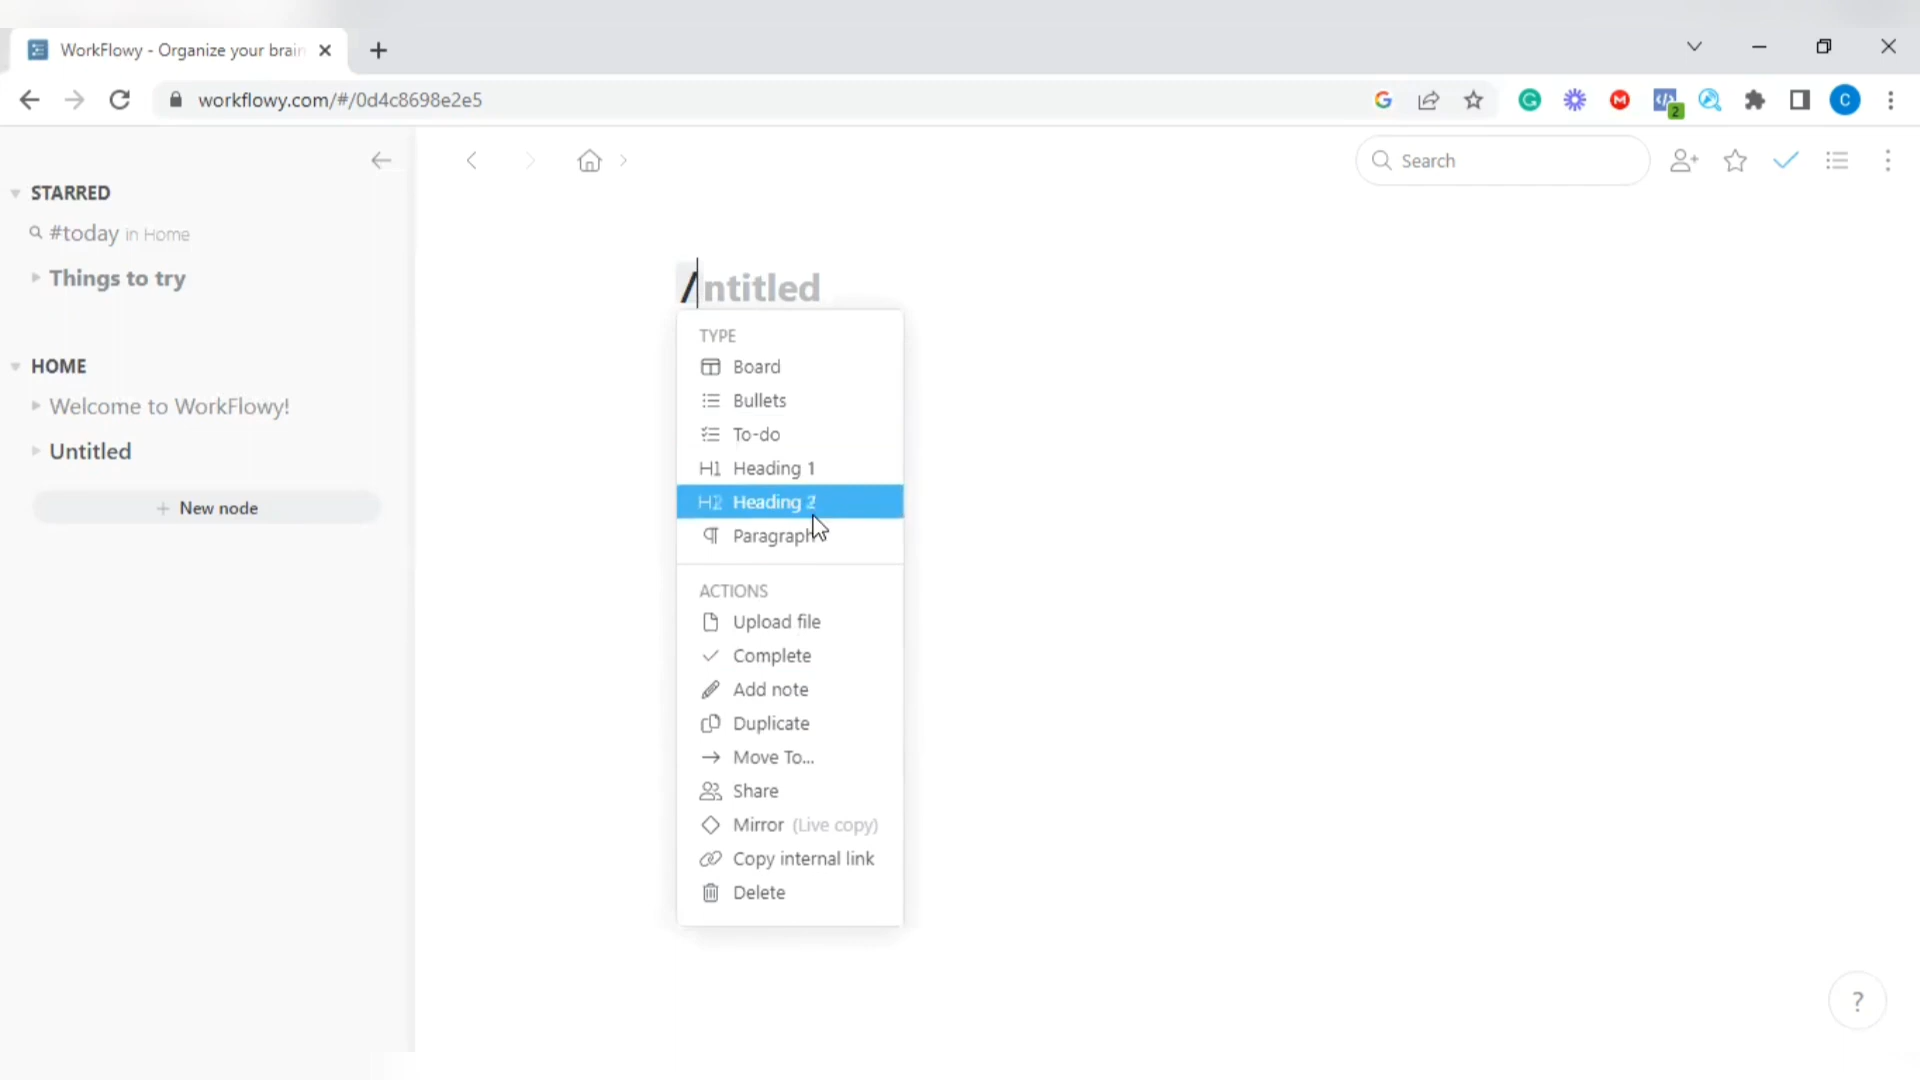 WorkFlowy - Organize your brain
workflowy.com/#/0d4c8698e2e5
2
C
STARRED
#today in Home
Things to try
HOME
Welcome to WorkFlowy!
Untitled
+ New node
Search
/ntitled
TYPE
Board
Bullets
To-do
H1 Heading 1
H2 Heading 2
Paragraph
ACTIONS
Upload file
Complete
Add note
Duplicate
Move To...
Share
Mirror (Live copy)
Copy internal link
Delete
?